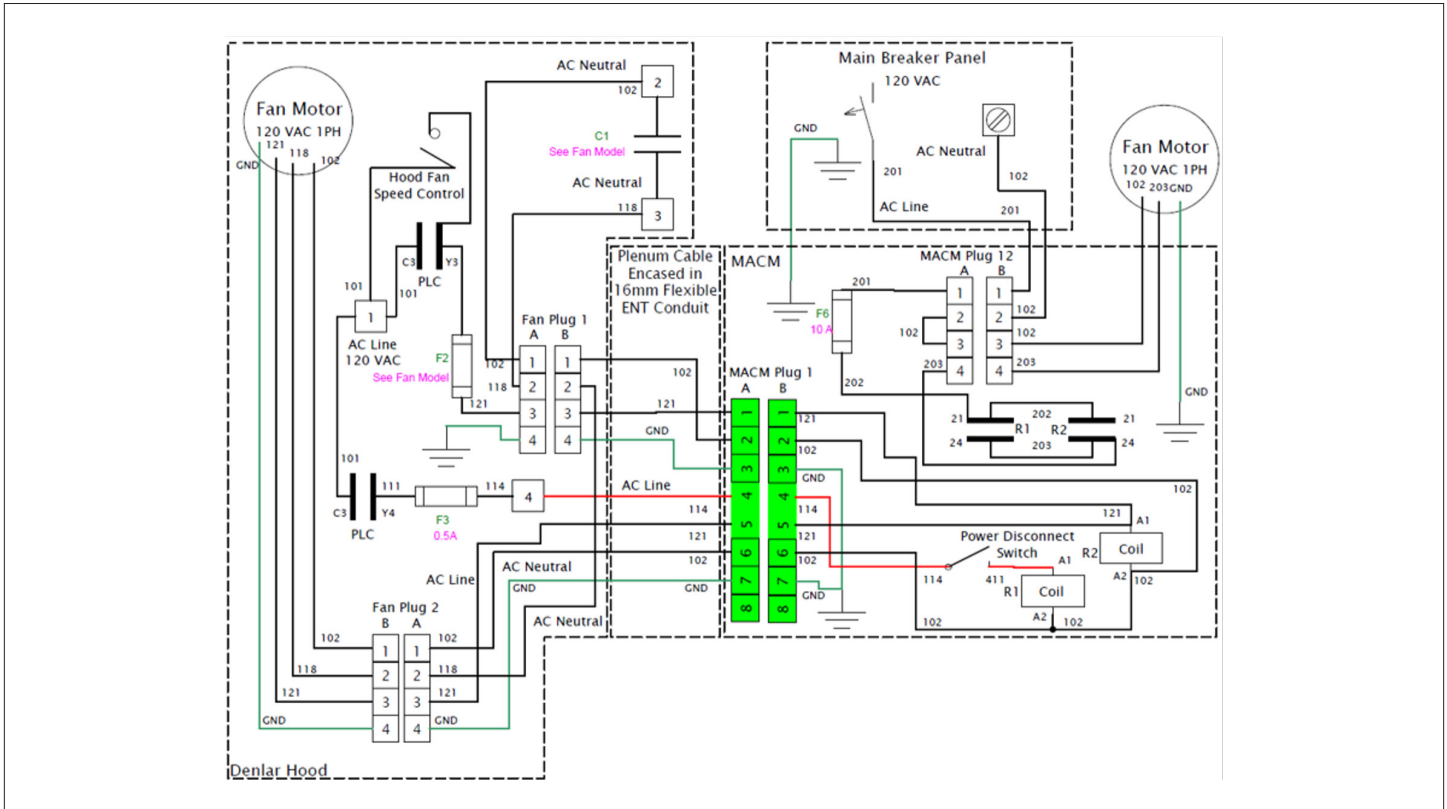 Fan Motor
120 VAC 1PH
GND
121
118
102
Hood Fan
Speed Control
AC Neutral
102
2
C1
See Fan Model
AC Neutral
118
3
101
101
C3
Y3
PLC
1
AC Line
120 VAC
F2
See Fan Model
121
Fan Plug 1
A
B
102
118
1
2
3
4
1
2
3
4
101
C3
Y4
PLC
111
F3
0.5A
114
4
AC Line
AC Neutral
GND
AC Neutral
Fan Plug 2
B
A
102
118
121
GND
1
2
3
4
1
2
3
4
102
118
121
GND
Denlar Hood
Plenum Cable
Encased in
16mm Flexible
ENT Conduit
102
121
GND
AC Line
114
121
102
GND
Main Breaker Panel
120 VAC
GND
AC Neutral
201
102
AC Line
201
Fan Motor
120 VAC 1PH
102
203
GND
GND
MACM
MACM Plug 12
A
B
201
F6
10 A
102
203
1
2
3
4
1
2
3
4
102
102
203
202
21
24
R1
202
203
R2
21
24
MACM Plug 1
A
B
1
2
3
4
5
6
7
8
1
2
3
4
5
6
7
8
121
102
GND
114
121
102
GND
102
121
A1
R2
Coil
A2
102
Power Disconnect
Switch
114
411
A1
R1
Coil
A2
102
102